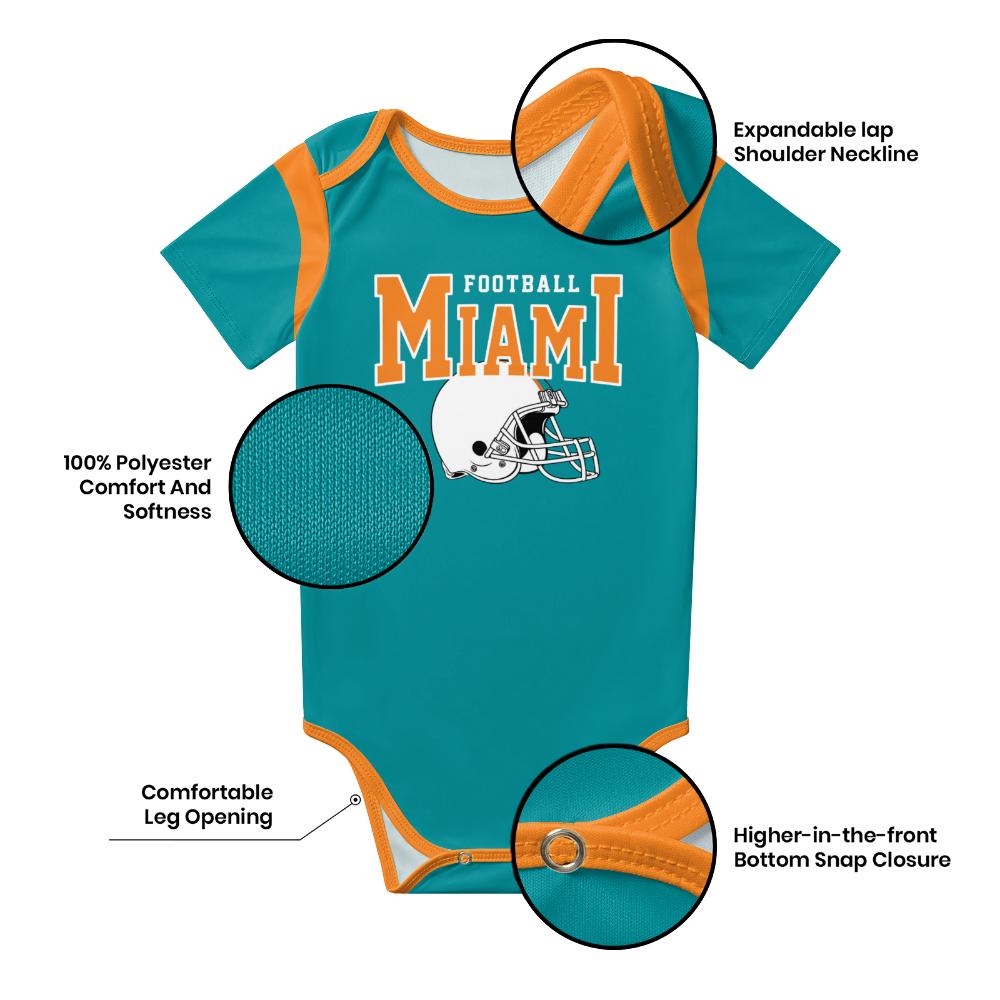 Expandable lap
Shoulder Neckline
FOOTBALL
MIAMI
100% Polyester
Comfort And
Softness
Comfortable
Leg Opening
Higher-in-the-front
Bottom Snap Closure